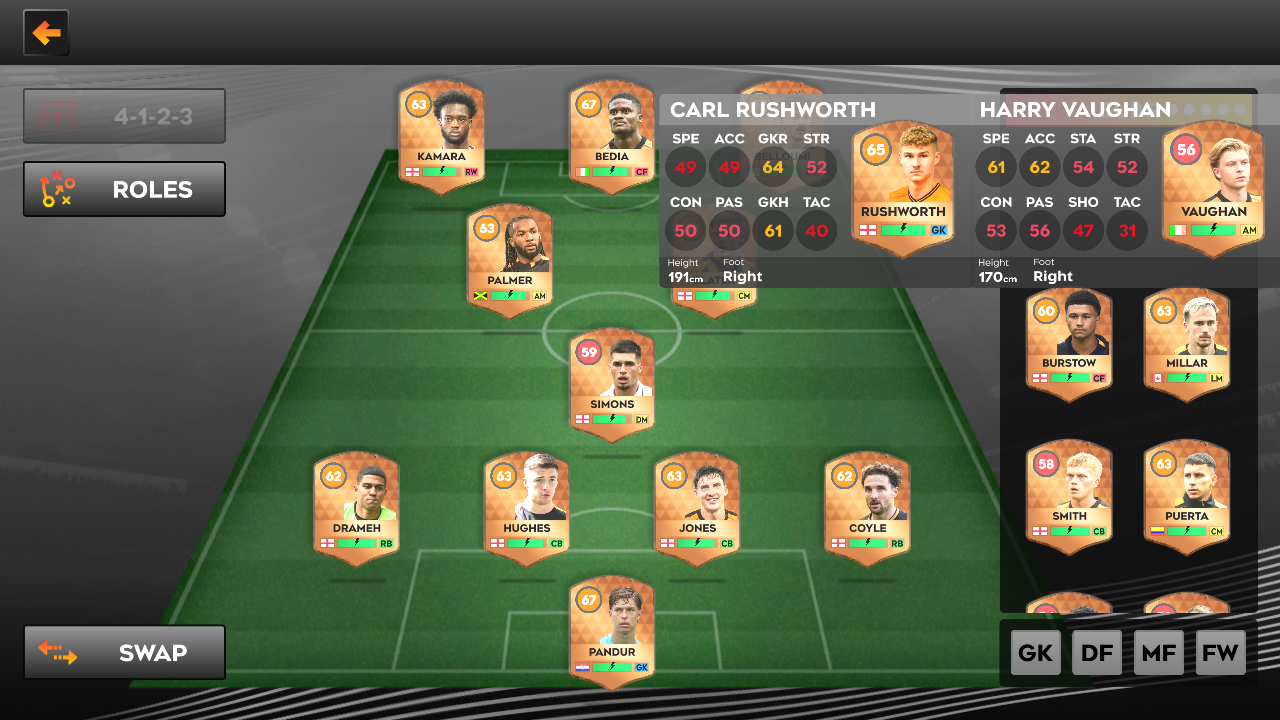 4-1-2-3
ROLES
SWAP
63
KAMARA
RW
67
BEDIA
CF
BELLOUMI
63
PALMER
AM
CM
59
SIMONS
DM
62
DRAMEH
RB
63
HUGHES
CB
63
JONES
CB
62
COYLE
RB
67
PANDUR
GK
CARL RUSHWORTH
SPE ACC GKR STR
49 49 64 52
CON PAS GKH TAC
50 50 61 40
Height Foot
191cm Right
65
RUSHWORTH
GK
HARRY VAUGHAN
SPE ACC STA STR
61 62 54 52
CON PAS SHO TAC
53 56 47 31
Height Foot
170cm Right
56
VAUGHAN
AM
60
BURSTOW
CF
63
MILLAR
LM
58
SMITH
CB
63
PUERTA
CM
GK DF MF FW